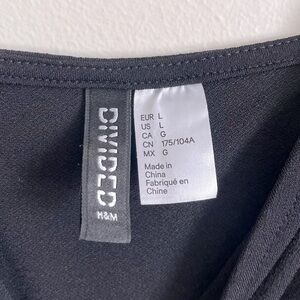 DIVIDED
H&M
EUR L
US L
CA G
CN 175/104A
MX G
Made in
China
Fabriqué en
Chine